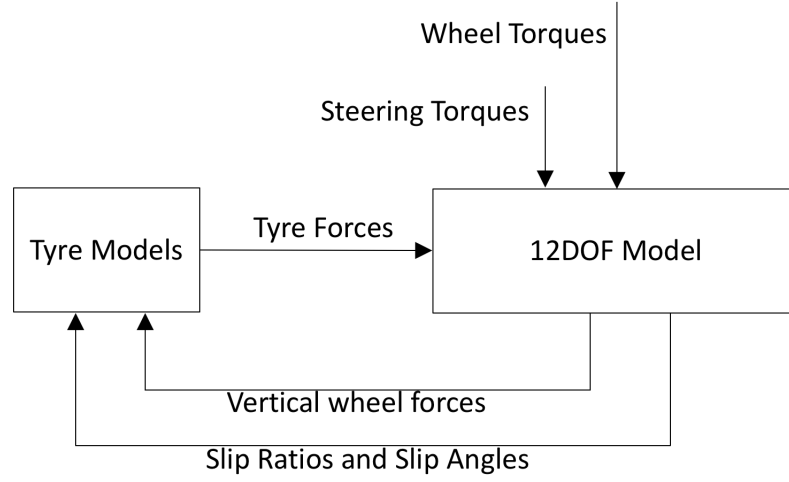 Wheel Torques
Steering Torques
Tyre Forces
Tyre Models
12DOF Model
Vertical wheel forces
Slip Ratios and Slip Angles